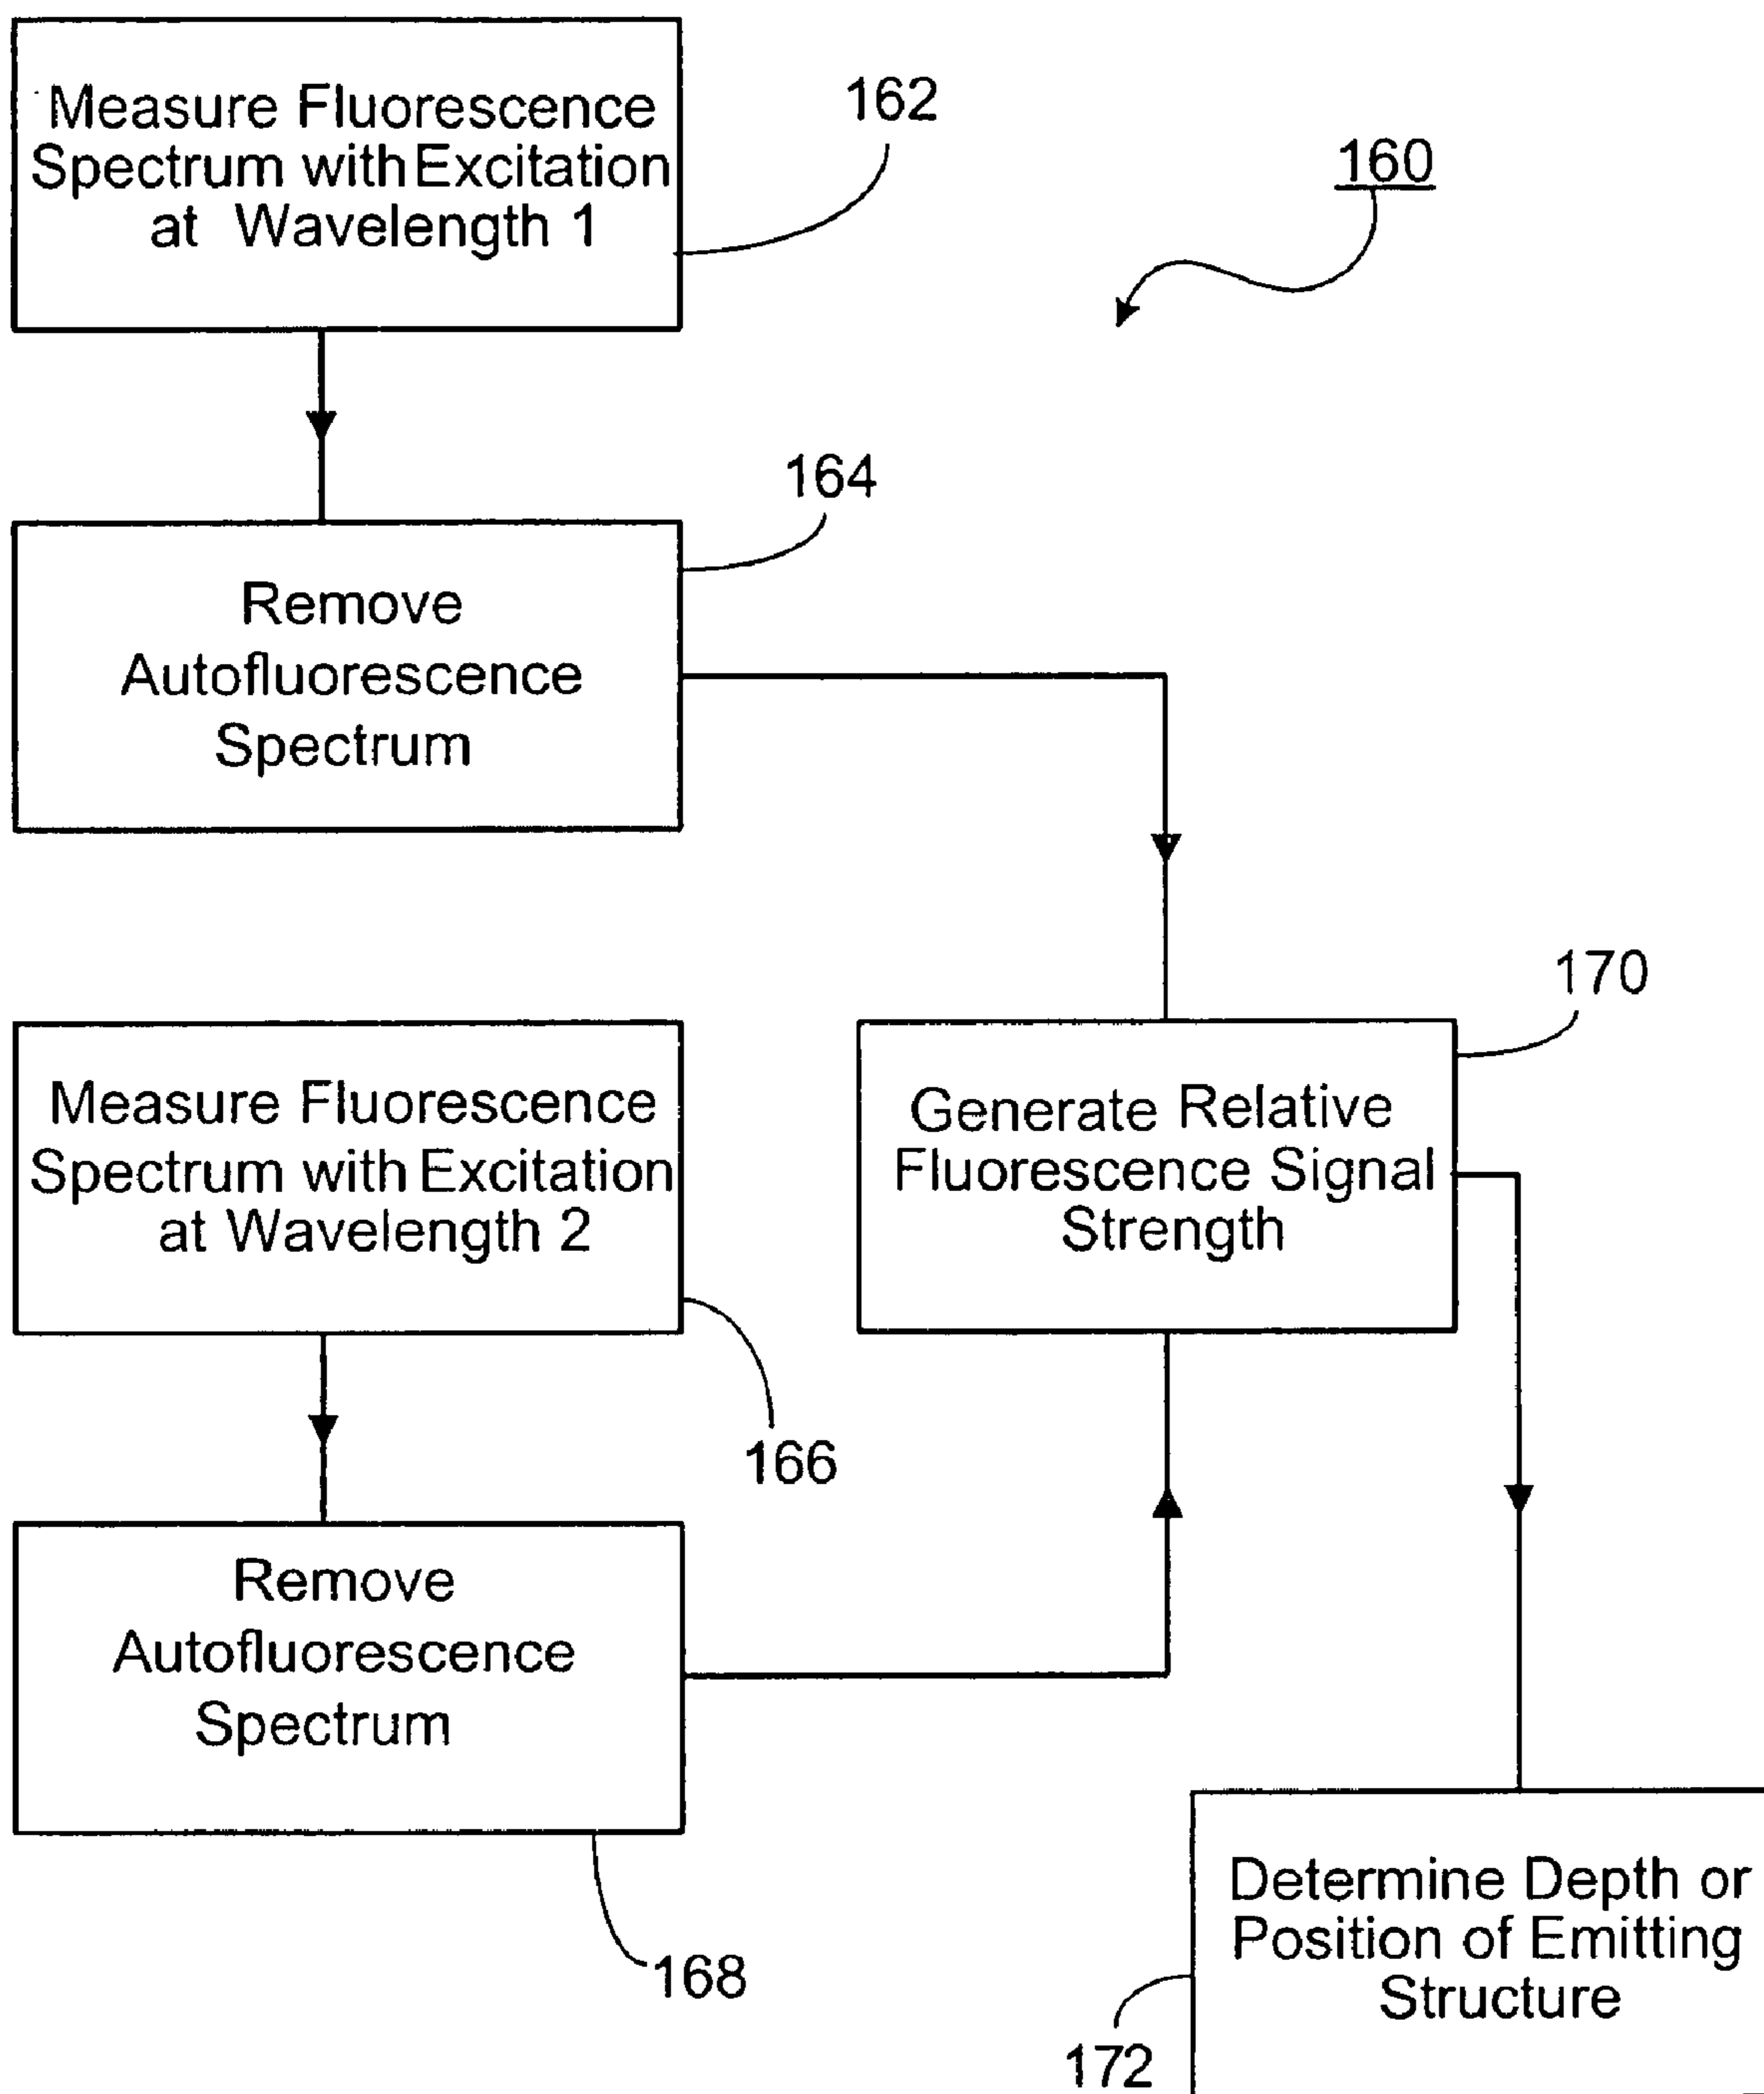 Measure Fluorescence
Spectrum with Excitation
at Wavelength 1
162
160
164
Remove
Autofluorescence
Spectrum
170
Measure Fluorescence
Spectrum with Excitation
at Wavelength 2
Generate Relative
Fluorescence Signal
Strength
166
Remove
Autofluorescence
Spectrum
168
Determine Depth or
Position of Emitting
Structure
172